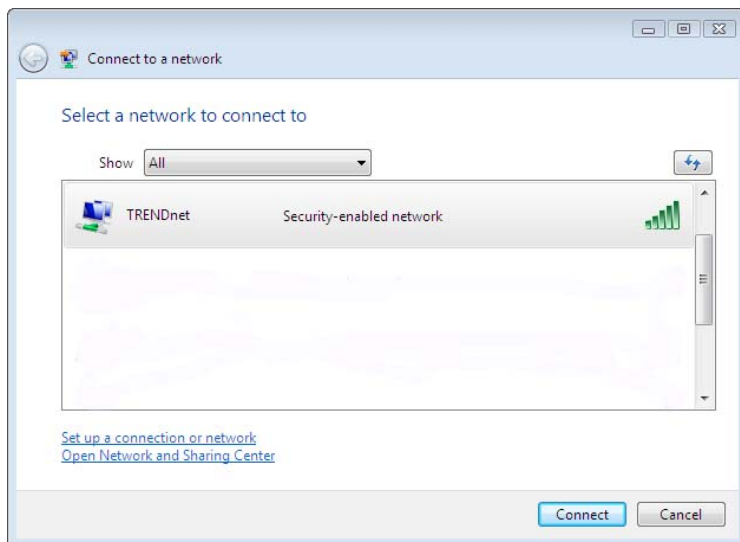 Connect to a network
Select a network to connect to
Show All
TRENDnet Security-enabled network
Set up a connection or network
Open Network and Sharing Center
Connect Cancel